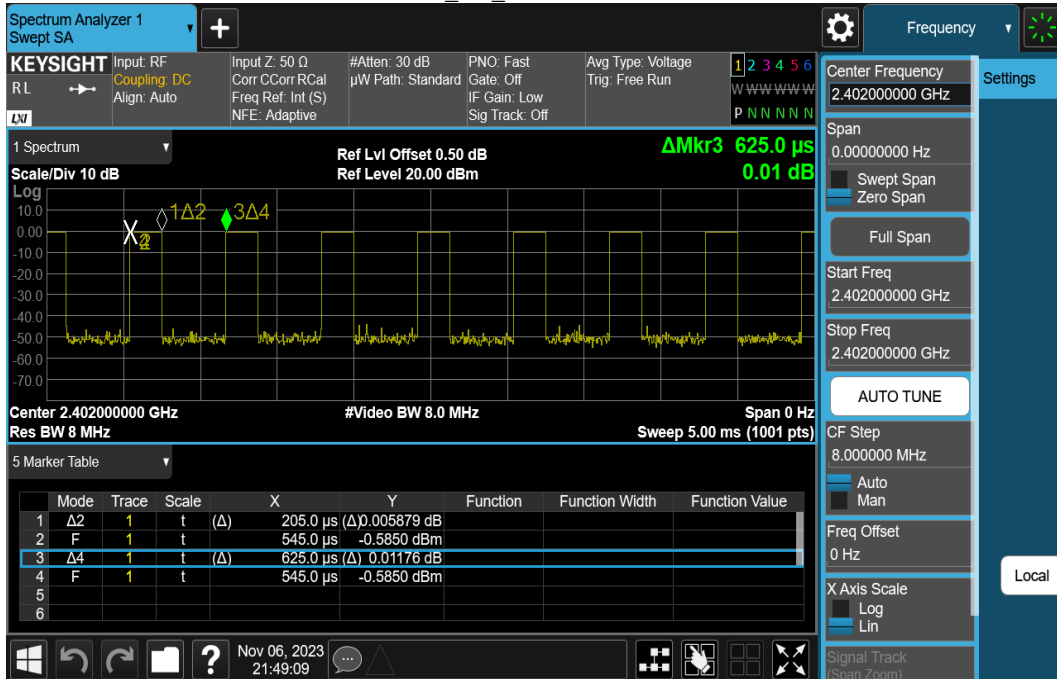 Spectrum Analyzer 1
Swept SA
+
Frequency
KEYSIGHT
RL
LXI
Input: RF
Coupling: DC
Align: Auto
Input Z: 50 Ω
Corr CCorr RCal
Freq Ref: Int (S)
NFE: Adaptive
#Atten: 30 dB
µW Path: Standard
PNO: Fast
Gate: Off
IF Gain: Low
Sig Track: Off
Avg Type: Voltage
Trig: Free Run
1 2 3 4 5 6
W W W W W W
P N N N N N
1 Spectrum
Scale/Div 10 dB
Ref Lvl Offset 0.50 dB
Ref Level 20.00 dBm
ΔMkr3 625.0 µs
0.01 dB
Log
10.0
0.00
-10.0
-20.0
-30.0
-40.0
-50.0
-60.0
-70.0
1Δ2
3Δ4
Center 2.402000000 GHz
Res BW 8 MHz
#Video BW 8.0 MHz
Span 0 Hz
Sweep 5.00 ms (1001 pts)
5 Marker Table
Mode Trace Scale X Y Function Function Width Function Value
1 Δ2 1 t (Δ) 205.0 µs (Δ) 0.005879 dB
2 F 1 t 545.0 µs -0.5850 dBm
3 Δ4 1 t (Δ) 625.0 µs (Δ) 0.01176 dB
4 F 1 t 545.0 µs -0.5850 dBm
5
6
?
Nov 06, 2023
21:49:09
Center Frequency
2.402000000 GHz
Settings
Span
0.00000000 Hz
Swept Span
Zero Span
Full Span
Start Freq
2.402000000 GHz
Stop Freq
2.402000000 GHz
AUTO TUNE
CF Step
8.000000 MHz
Auto
Man
Freq Offset
0 Hz
Local
X Axis Scale
Log
Lin
Signal Track
(Span Zoom)